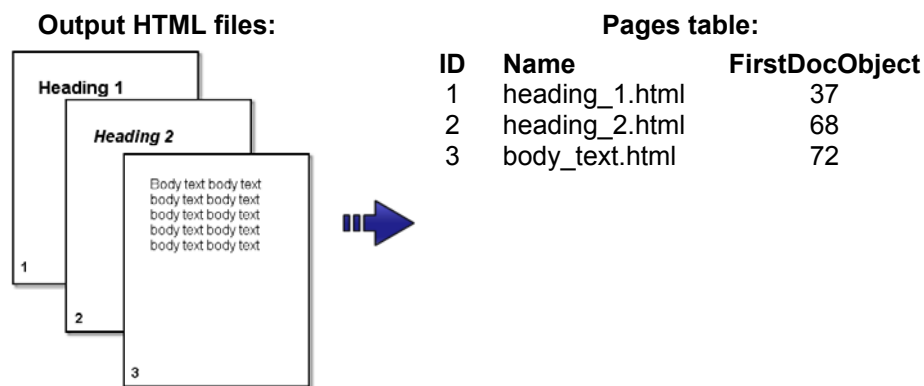 Output HTML files:
Heading 1
Heading 2
Body text body text
body text body text
body text body text
body text body text
body text body text
1
2
3
Pages table:
ID Name FirstDocObject
1 heading_1.html 37
2 heading_2.html 68
3 body_text.html 72